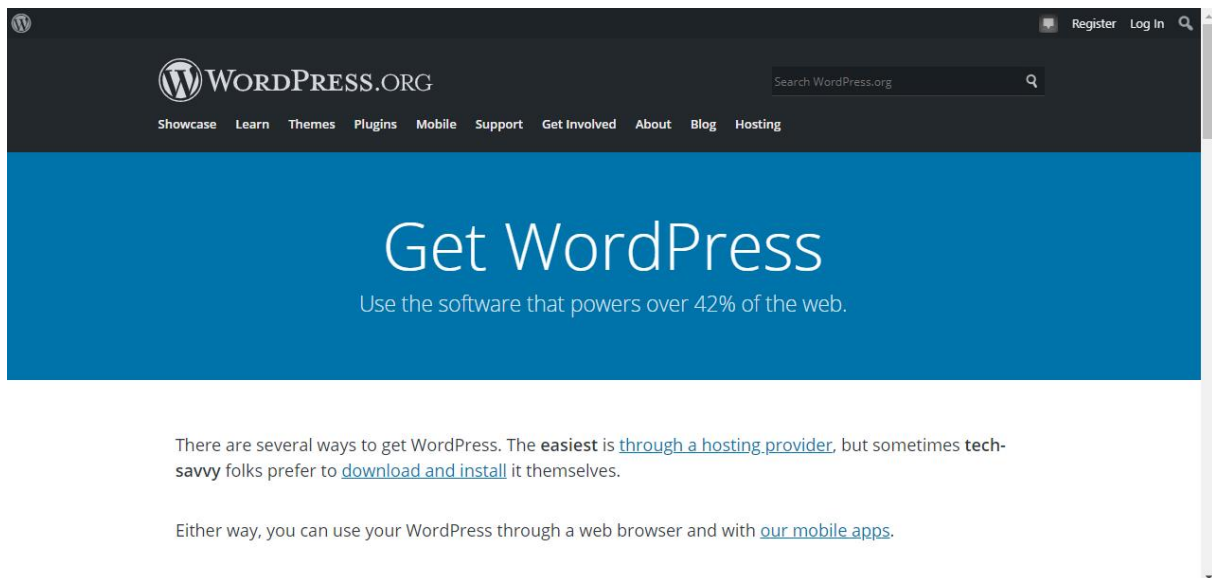 Register Log In
WORDPRESS.ORG
Search WordPress.org
Showcase Learn Themes Plugins Mobile Support Get Involved About Blog Hosting
Get WordPress
Use the software that powers over 42% of the web.
There are several ways to get WordPress. The easiest is through a hosting provider, but sometimes tech-
savvy folks prefer to download and install it themselves.
Either way, you can use your WordPress through a web browser and with our mobile apps.